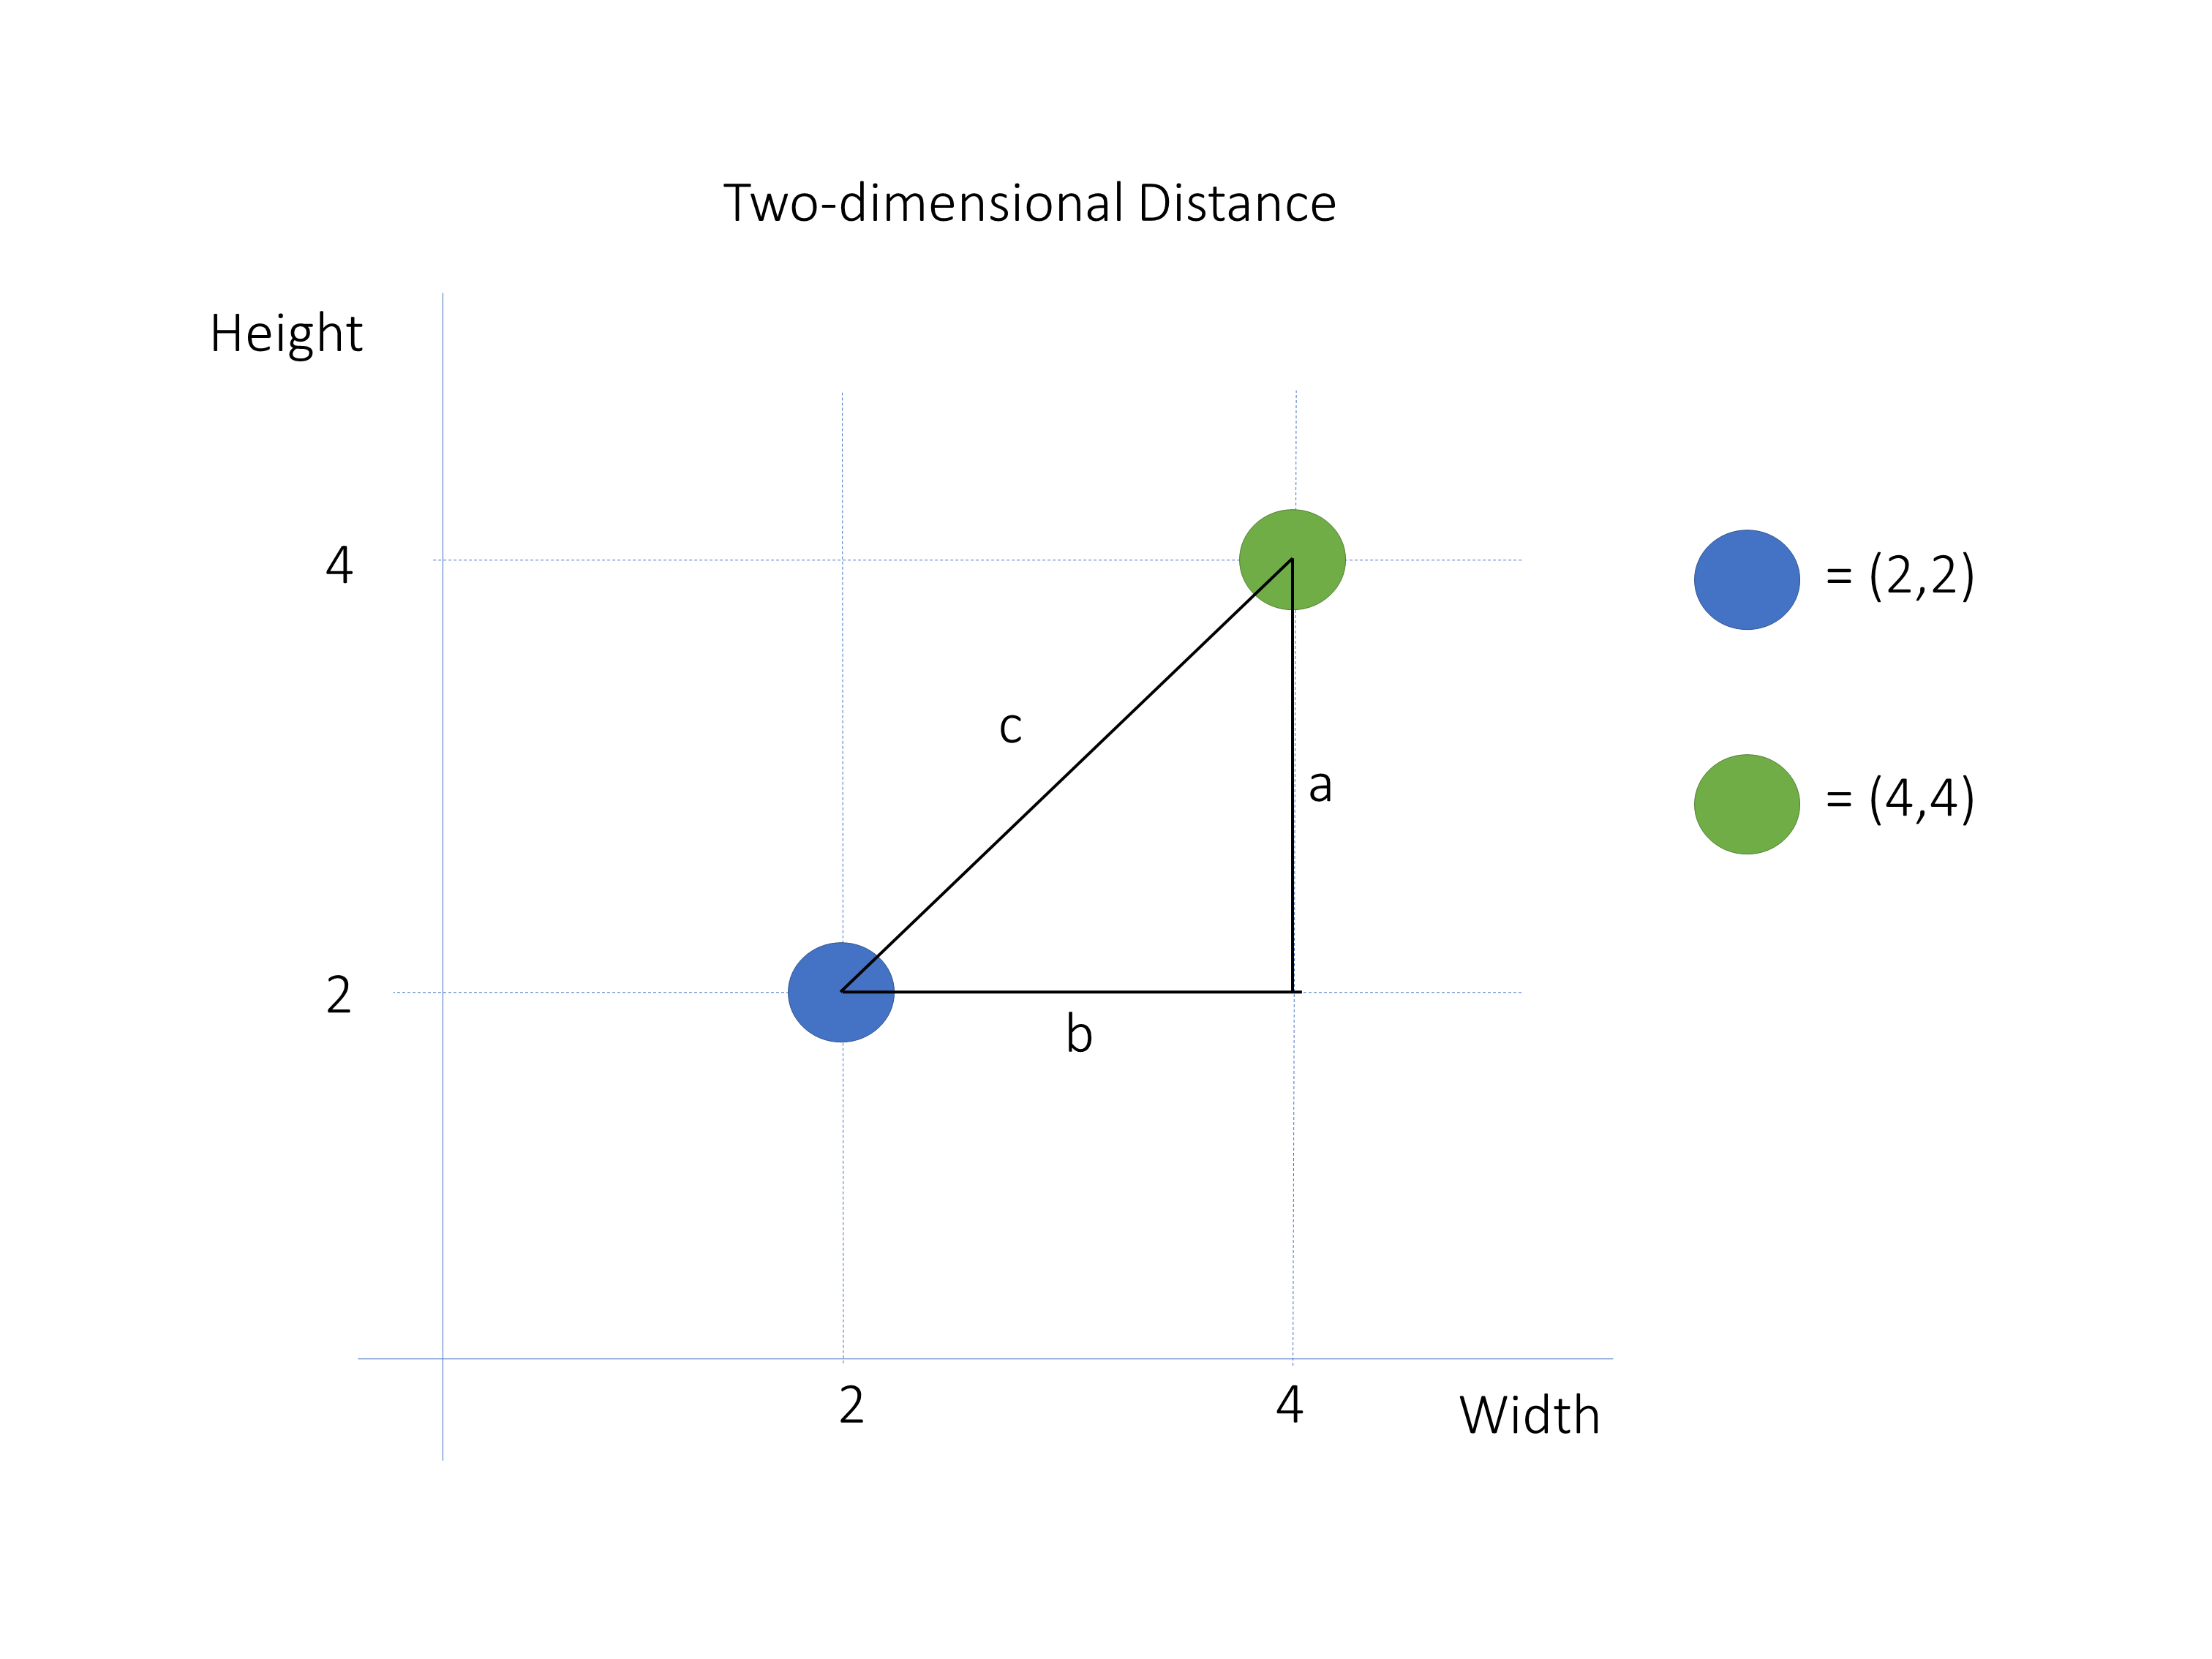 Two-dimensional Distance
Height
4
= (2,2)
c
a
= (4,4)
2
b
2
4
Width